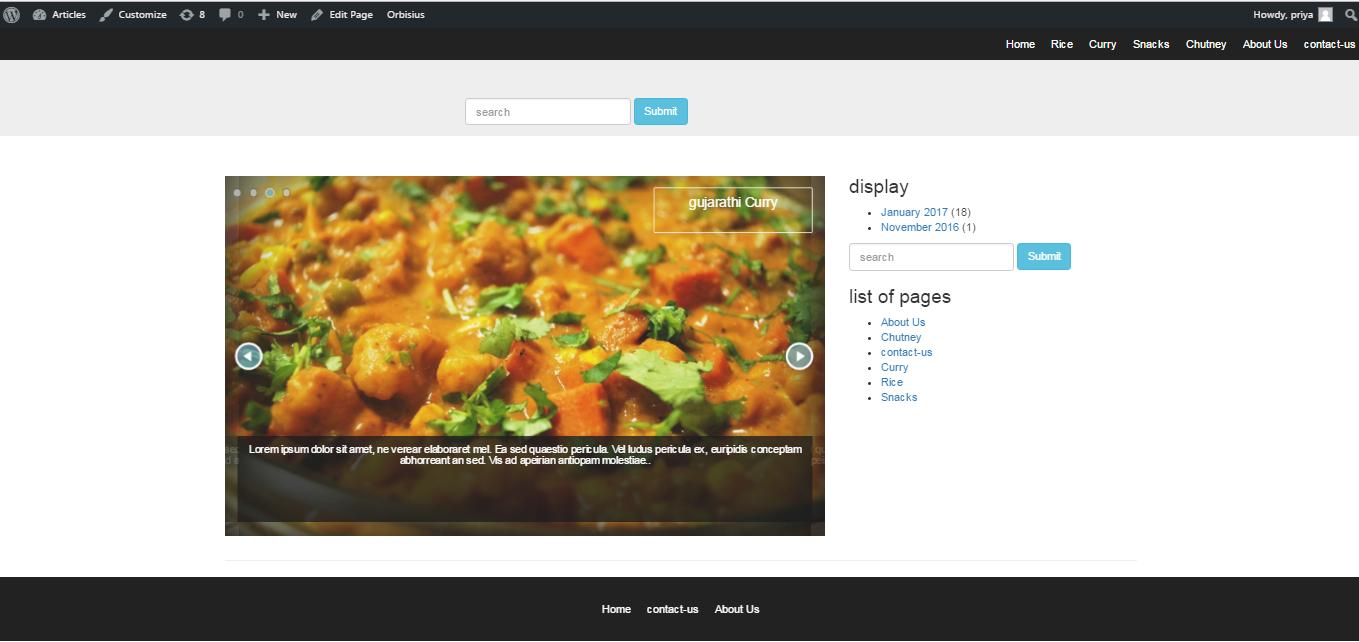 Articles Customize 8 0 New Edit Page Orbisius Howdy, priya
Home Rice Curry Snacks Chutney About Us contact-us
search Submit
gujarathi Curry
Lorem ipsum dolor sit amet, ne verear elaboraret mel. Ea sed quaestio pericula. Vel ludus pericula ex, euripidis conceptam
abhorreant an sed. Vis ad apeirian antiopam molestiae..
display
January 2017 (18)
November 2016 (1)
search Submit
list of pages
About Us
Chutney
contact-us
Curry
Rice
Snacks
Home contact-us About Us